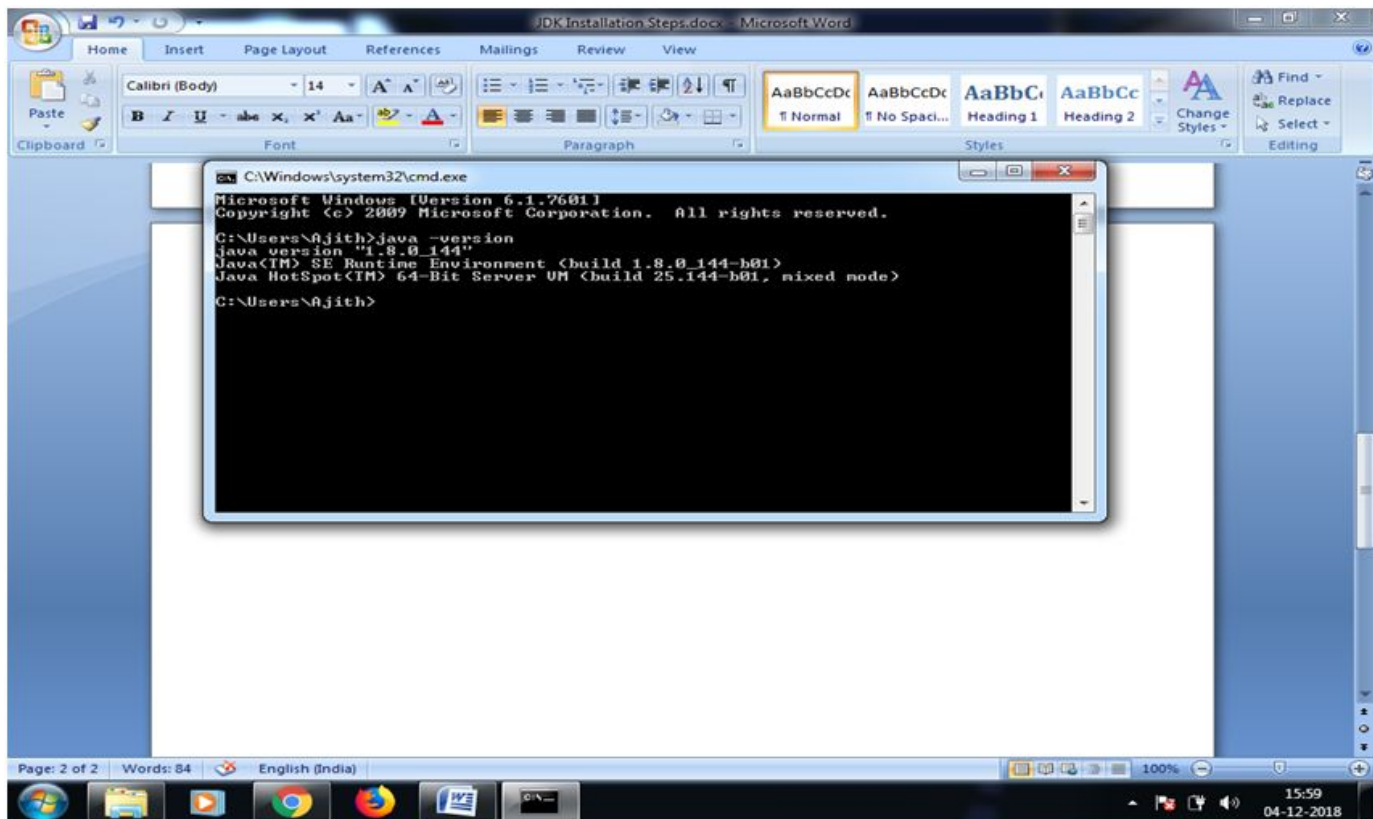 JDK Installation Steps.docx - Microsoft Word
Home Insert Page Layout References Mailings Review View
Paste
Clipboard
Calibri (Body) 14
B I U abe x, x² Aa A
Font
Paragraph
AaBbCcDc AaBbCcDc AaBbC AaBbCc
¶ Normal ¶ No Spaci... Heading 1 Heading 2
Change Styles
Styles
Find
Replace
Select
Editing
C:\Windows\system32\cmd.exe
Microsoft Windows [Version 6.1.7601]
Copyright (c) 2009 Microsoft Corporation. All rights reserved.
C:\Users\Ajith>java -version
java version "1.8.0_144"
Java(TM) SE Runtime Environment (build 1.8.0_144-b01)
Java HotSpot(TM) 64-Bit Server VM (build 25.144-b01, mixed mode)
C:\Users\Ajith>
Page: 2 of 2 Words: 84 English (India) 100%
15:59
04-12-2018